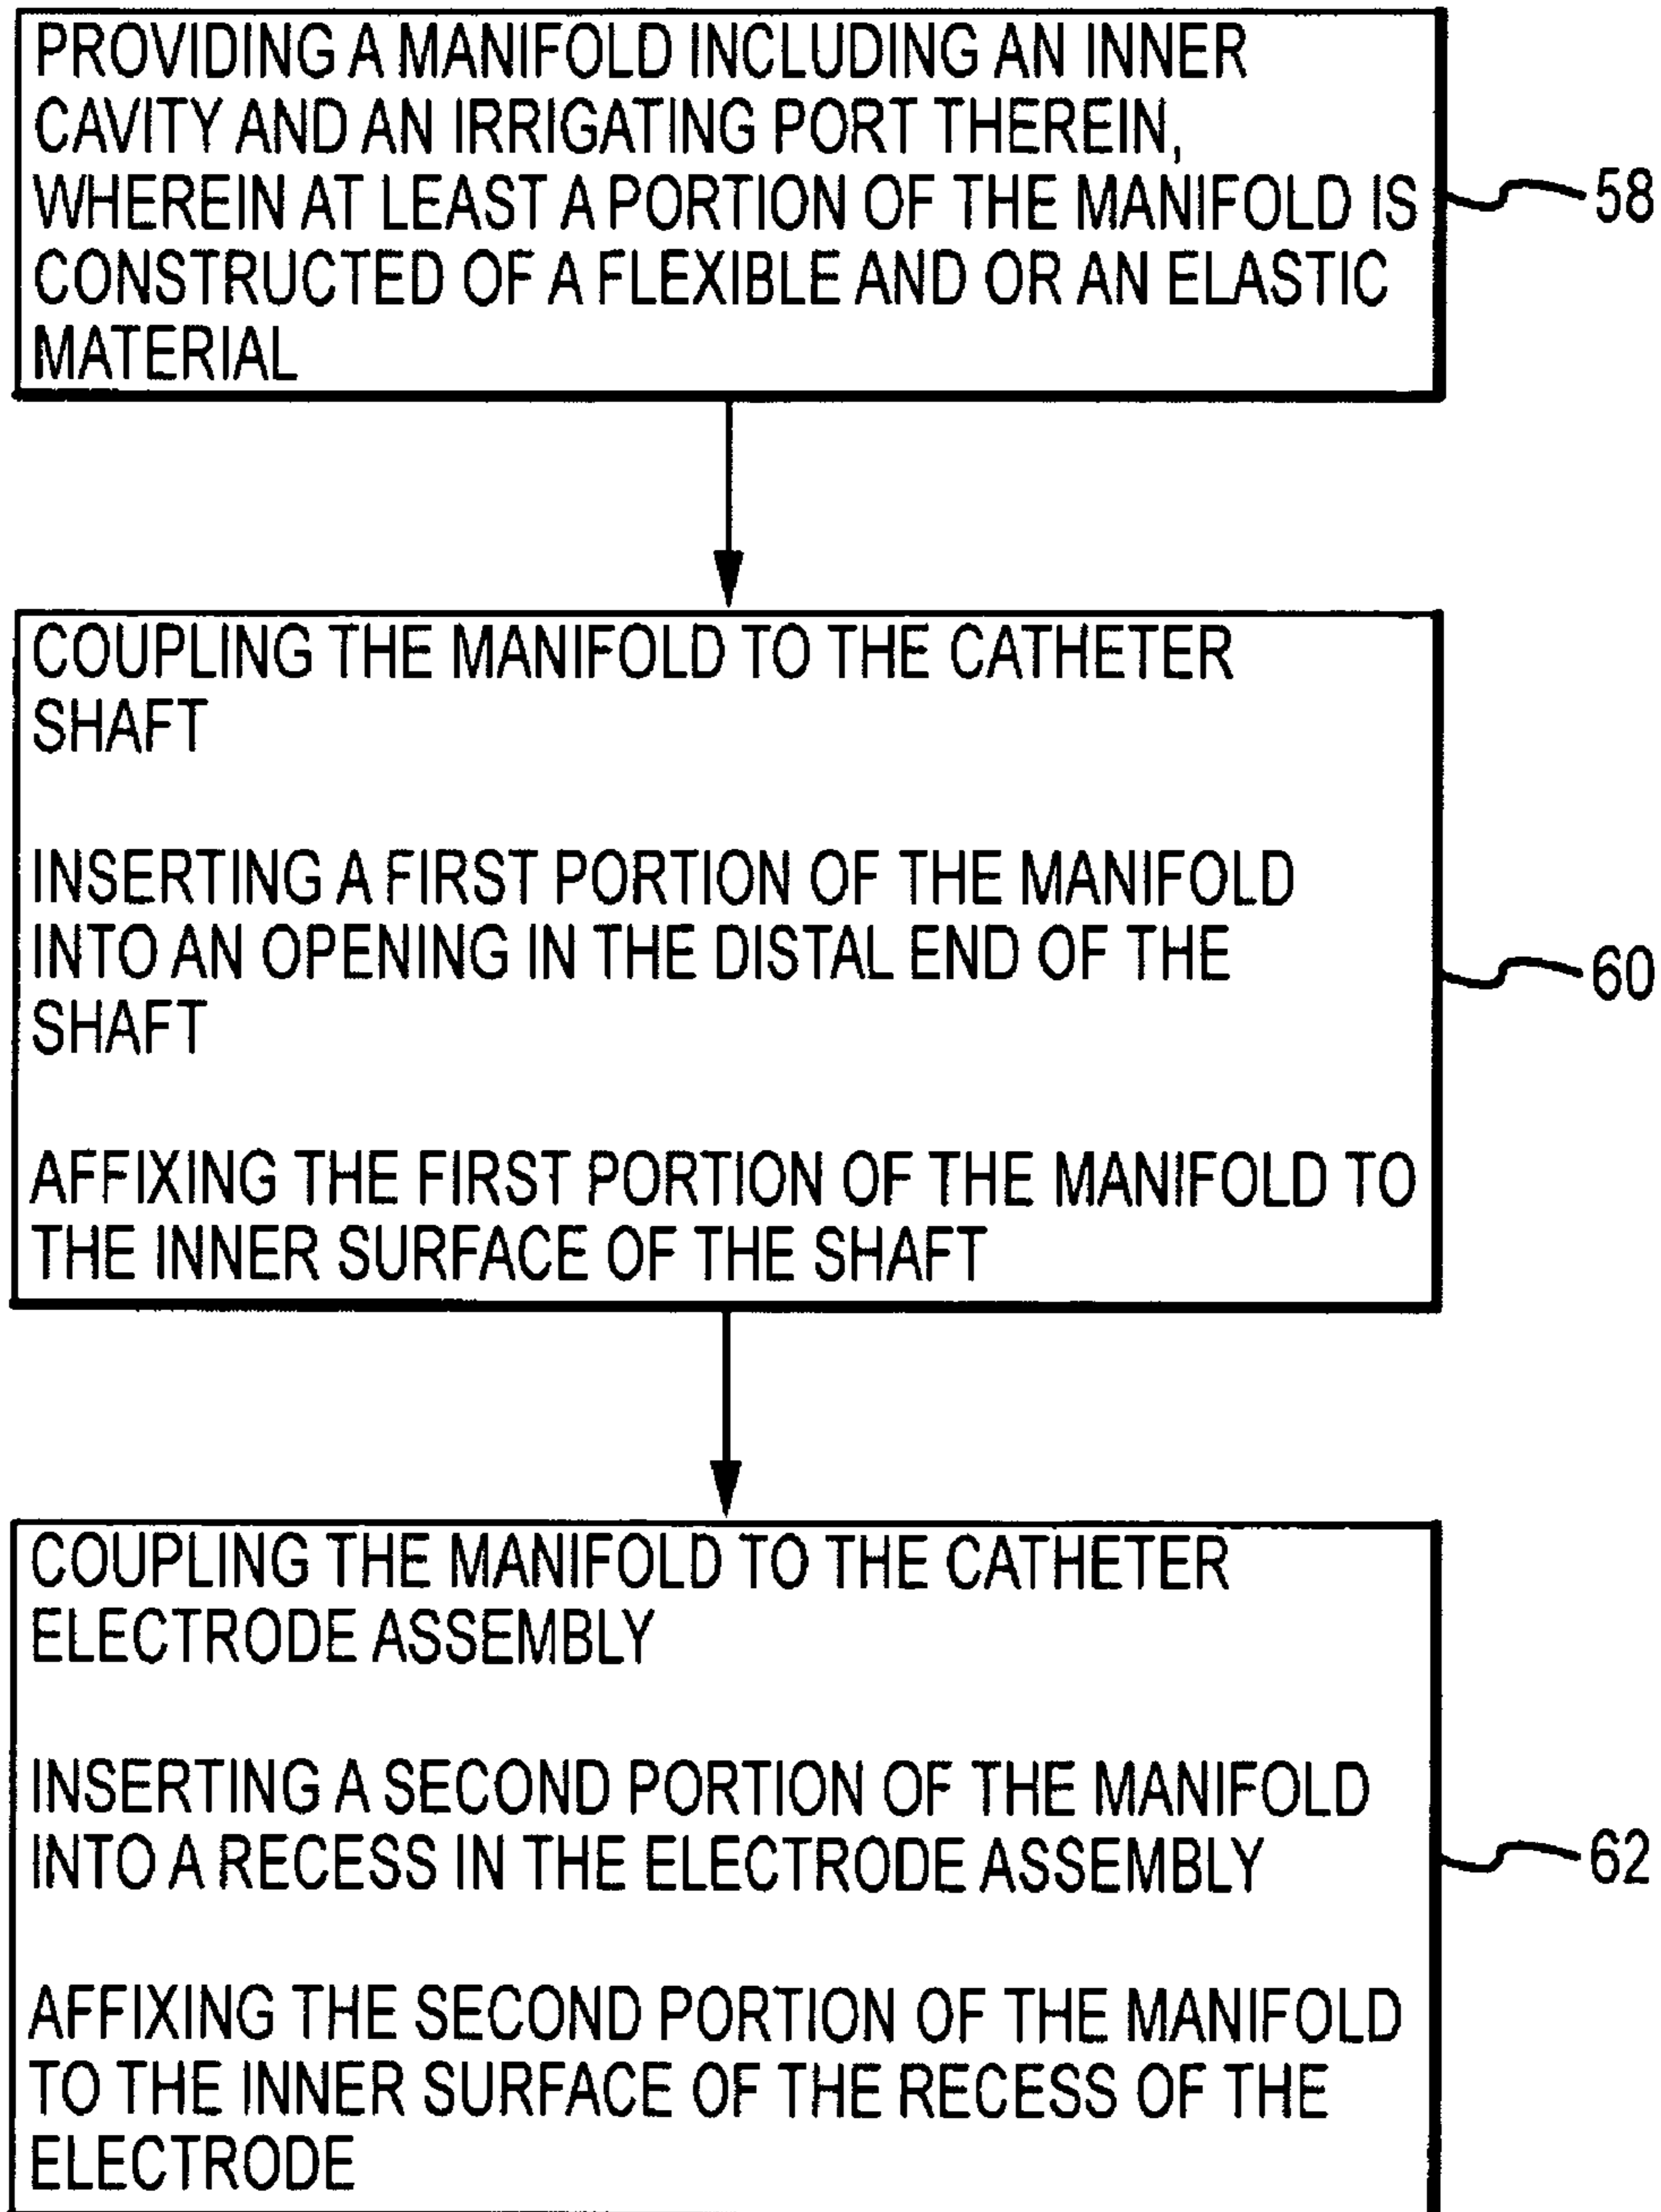 PROVIDING A MANIFOLD INCLUDING AN INNER
CAVITY AND AN IRRIGATING PORT THEREIN,
WHEREIN AT LEAST A PORTION OF THE MANIFOLD IS
CONSTRUCTED OF A FLEXIBLE AND OR AN ELASTIC
MATERIAL
58
COUPLING THE MANIFOLD TO THE CATHETER
SHAFT
INSERTING A FIRST PORTION OF THE MANIFOLD
INTO AN OPENING IN THE DISTAL END OF THE
SHAFT
AFFIXING THE FIRST PORTION OF THE MANIFOLD TO
THE INNER SURFACE OF THE SHAFT
60
COUPLING THE MANIFOLD TO THE CATHETER
ELECTRODE ASSEMBLY
INSERTING A SECOND PORTION OF THE MANIFOLD
INTO A RECESS IN THE ELECTRODE ASSEMBLY
AFFIXING THE SECOND PORTION OF THE MANIFOLD
TO THE INNER SURFACE OF THE RECESS OF THE
ELECTRODE
62